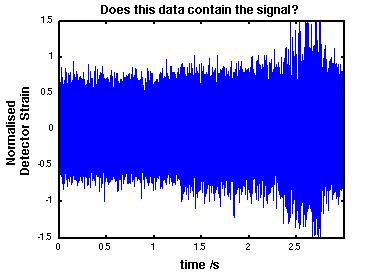 Does this data contain the signal?
Normalised
Detector Strain
1.5
1
0.5
0
-0.5
-1
-1.5
0 0.5 1 1.5 2 2.5
time /s